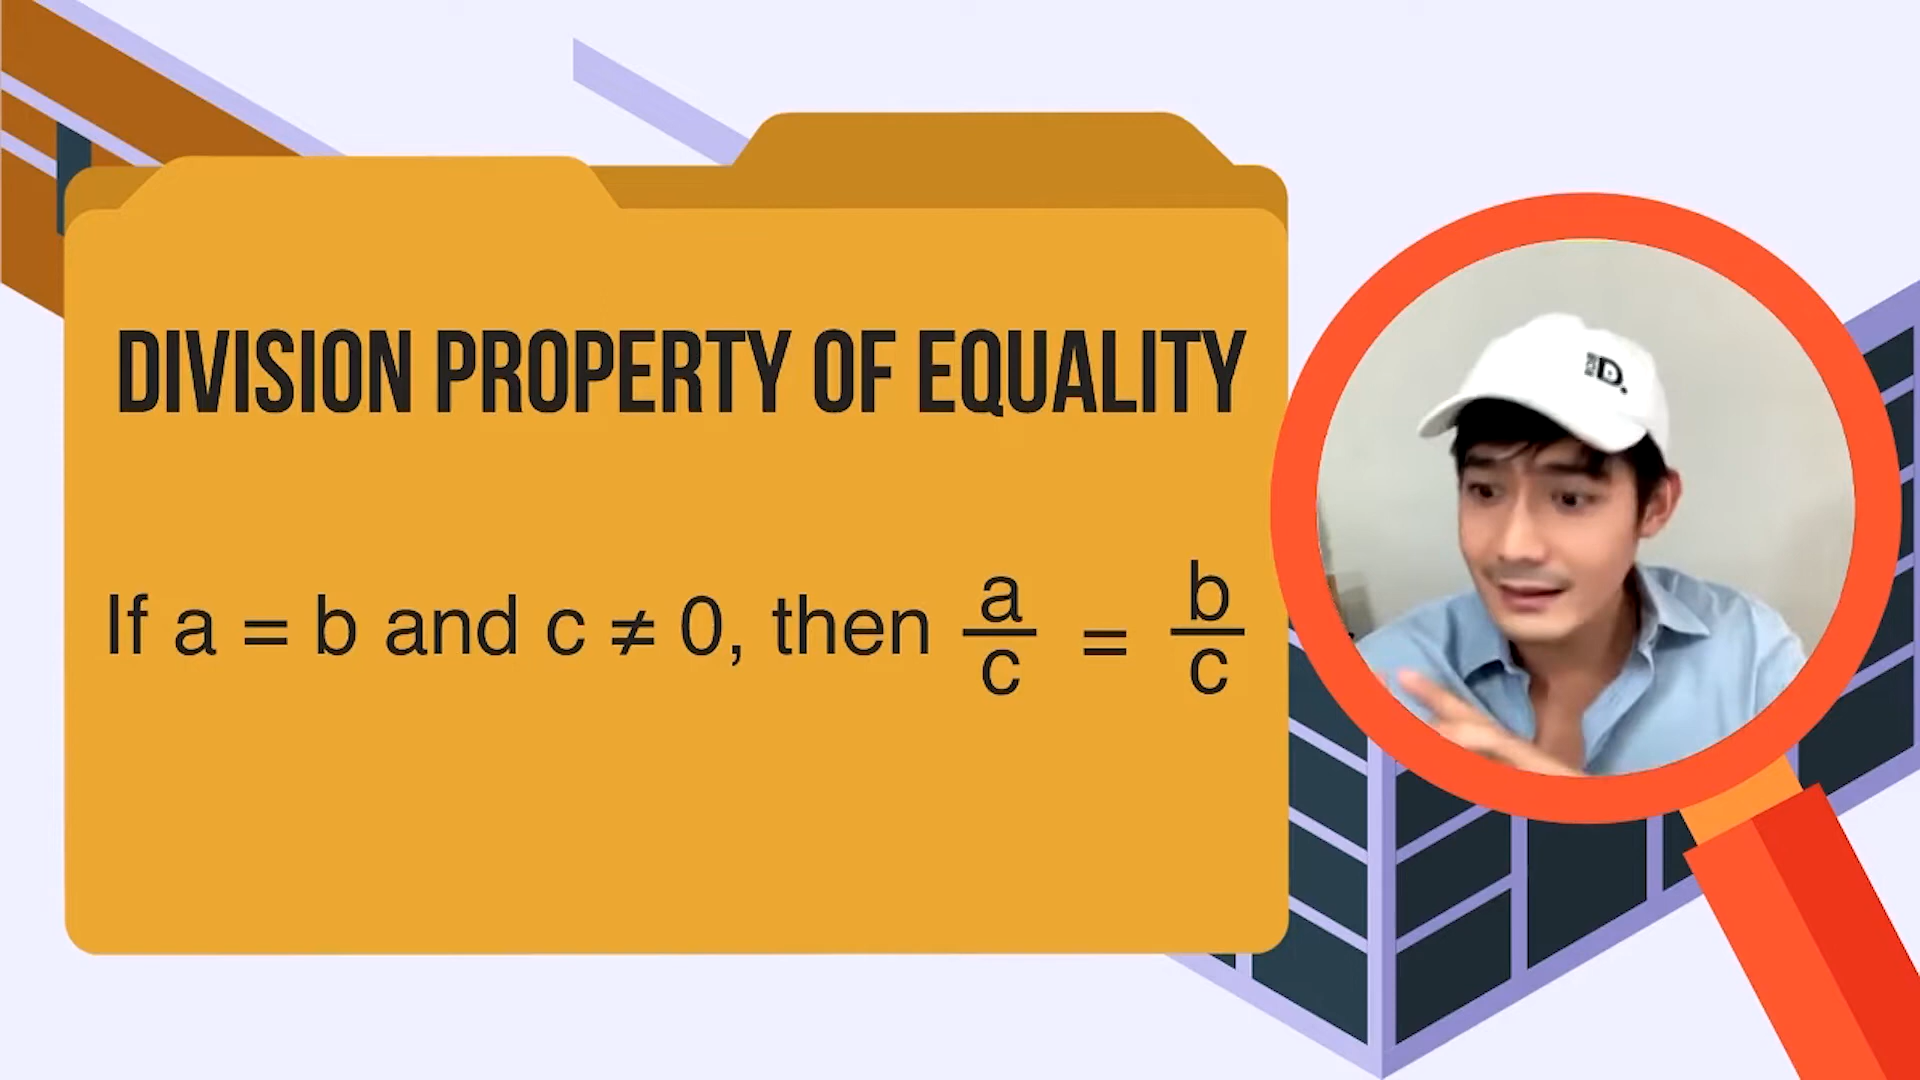 DIVISION PROPERTY OF EQUALITY
If a = b and c ≠ 0, then a/c = b/c
D.